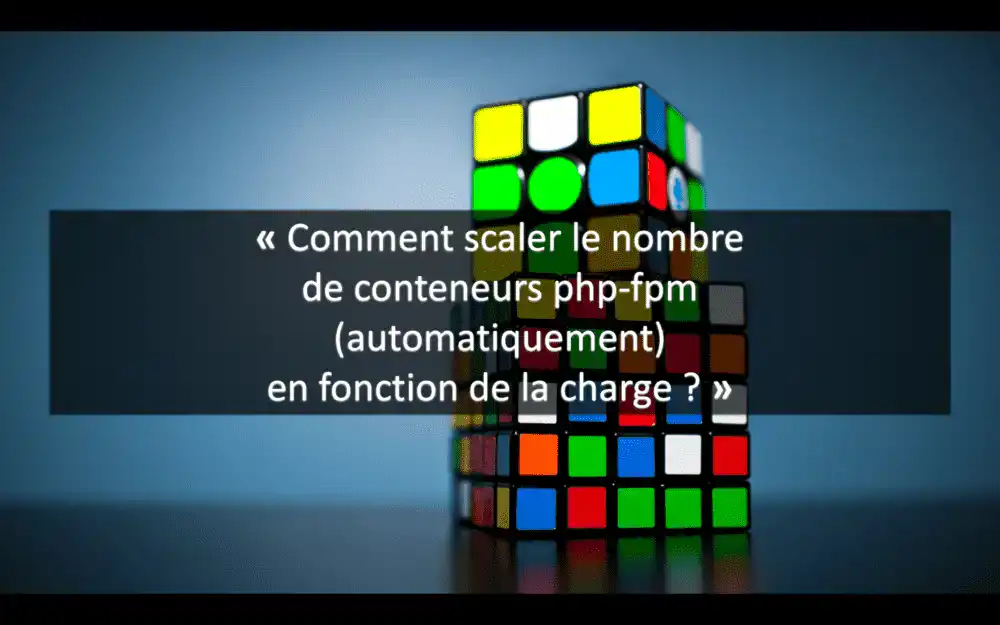 « Comment scaler le nombre
de conteneurs php-fpm
(automatiquement)
en fonction de la charge ? »